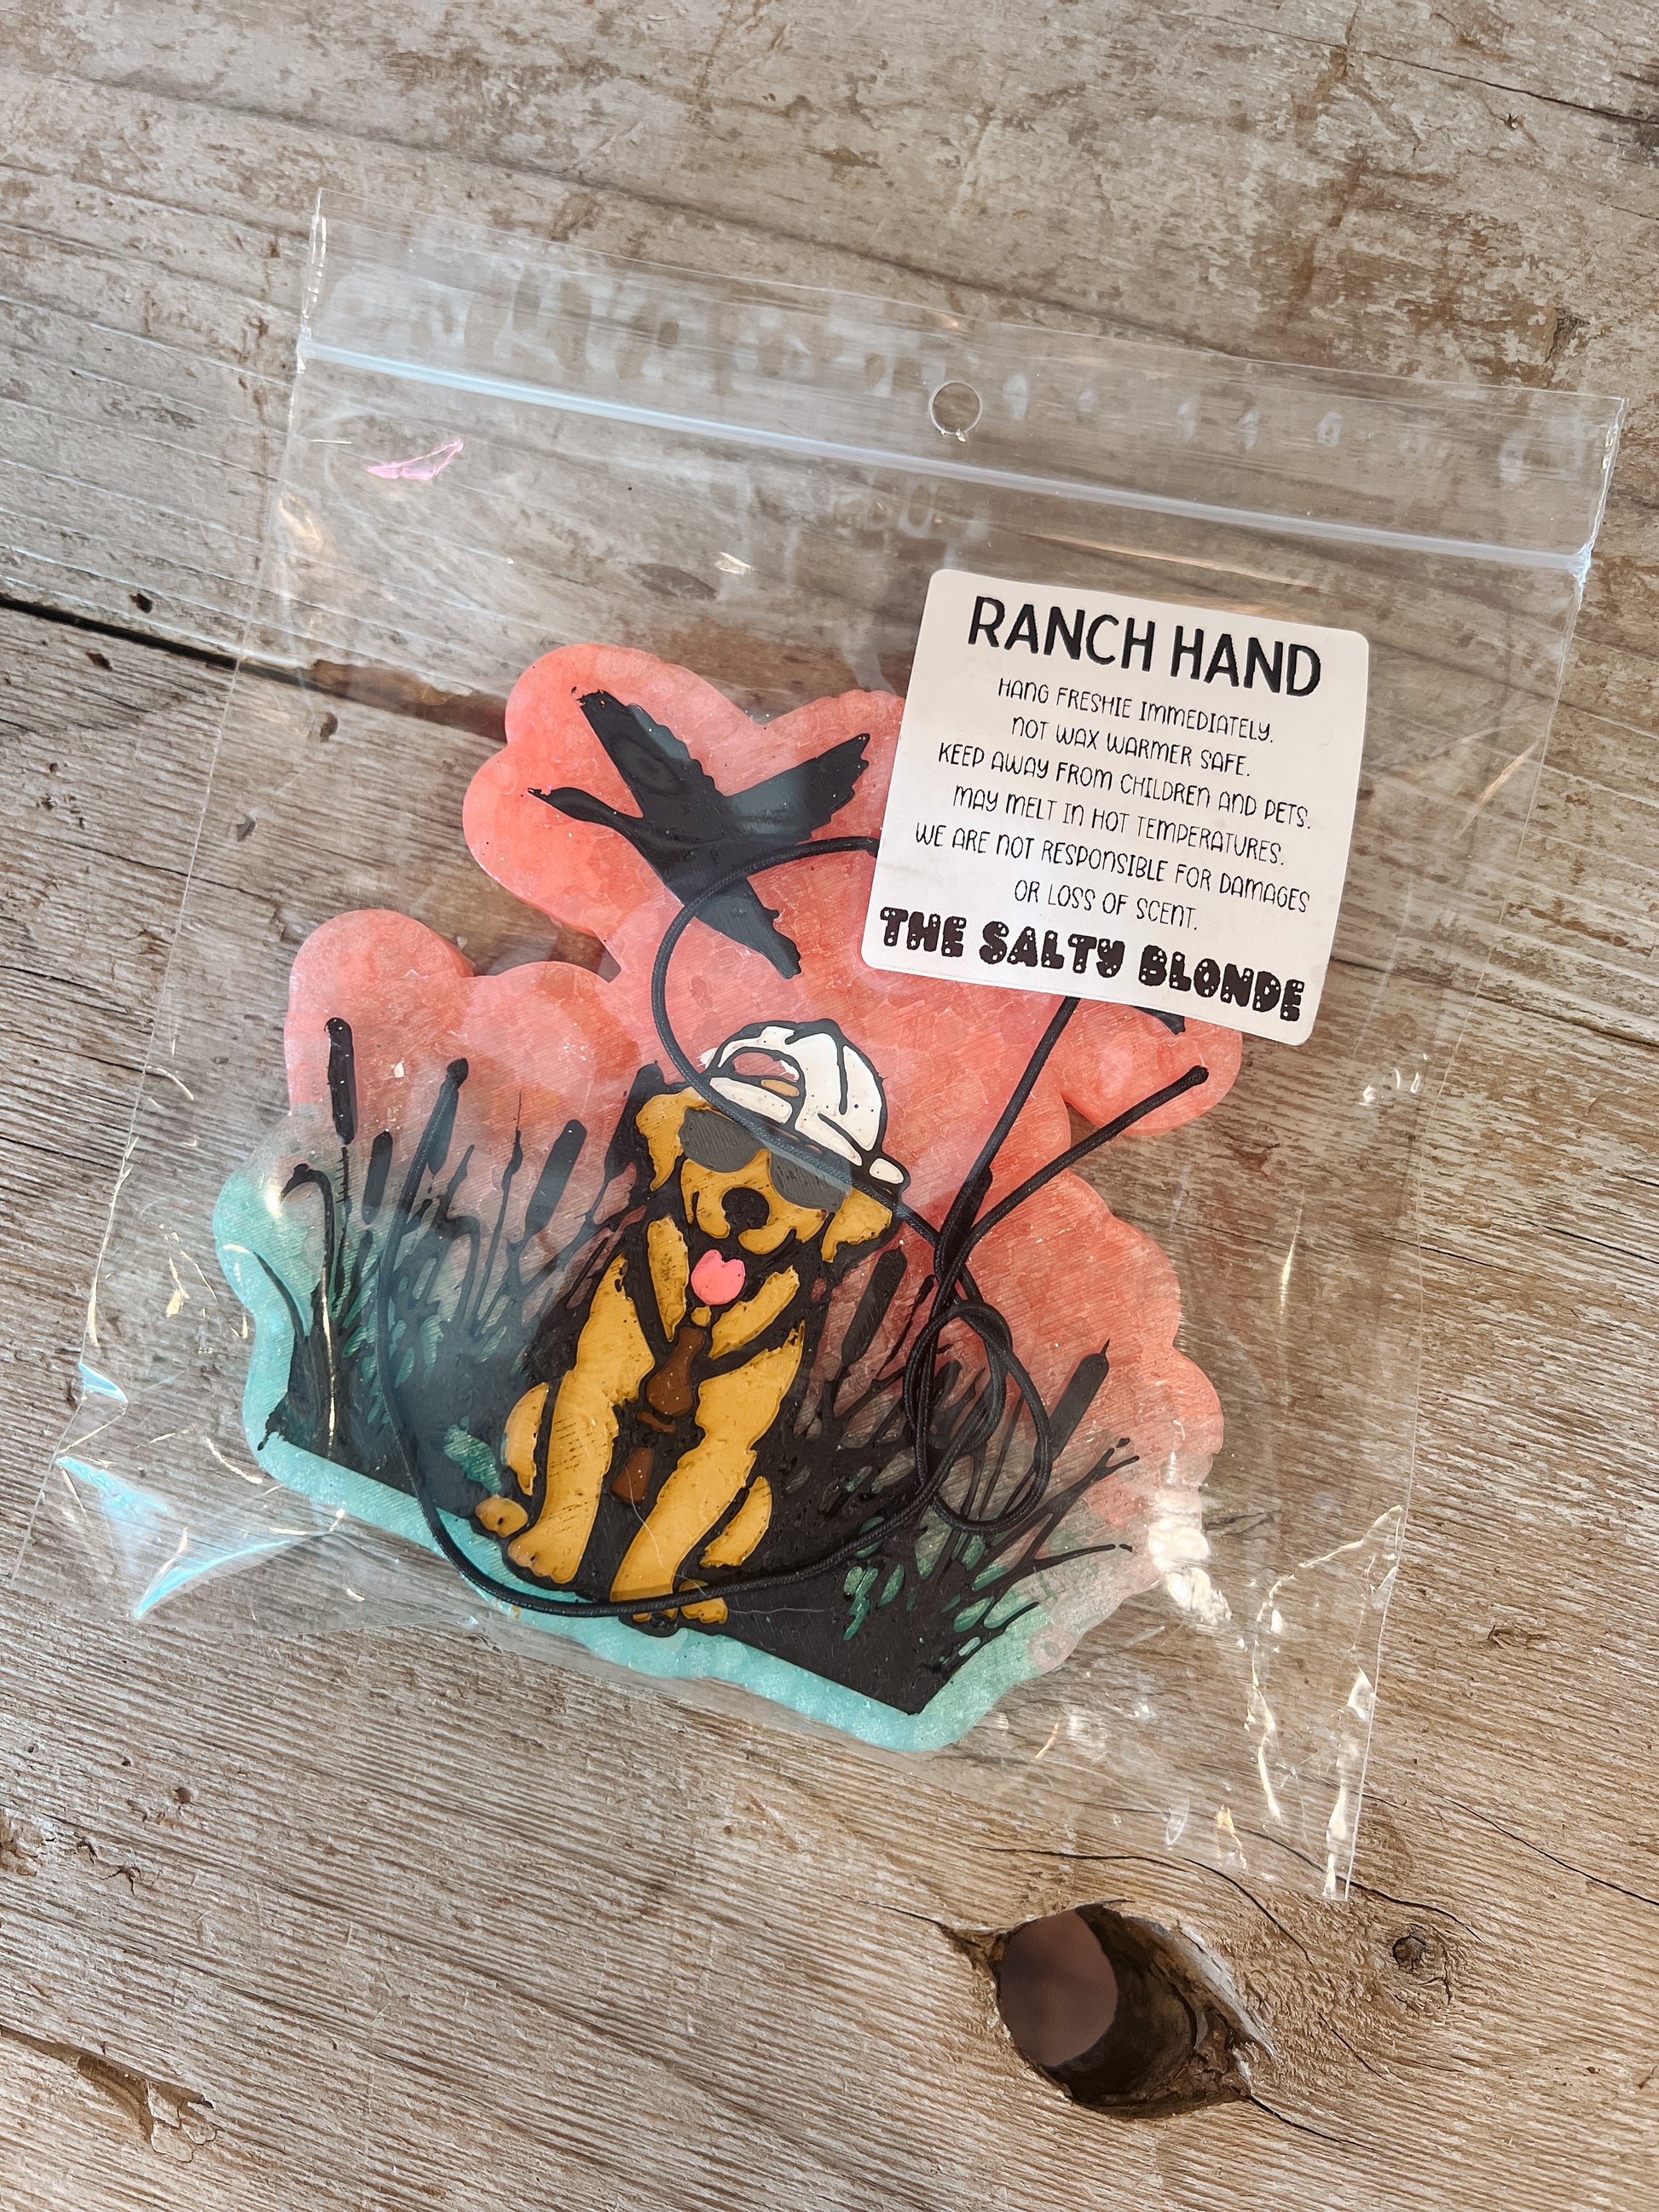 RANCH HAND
HANG FRESHIE IMMEDIATELY.
NOT WAX WARMER SAFE.
KEEP AWAY FROM CHILDREN AND PETS.
MAY MELT IN HOT TEMPERATURES.
WE ARE NOT RESPONSIBLE FOR DAMAGES
OR LOSS OF SCENT.
THE SALTY BLONDE